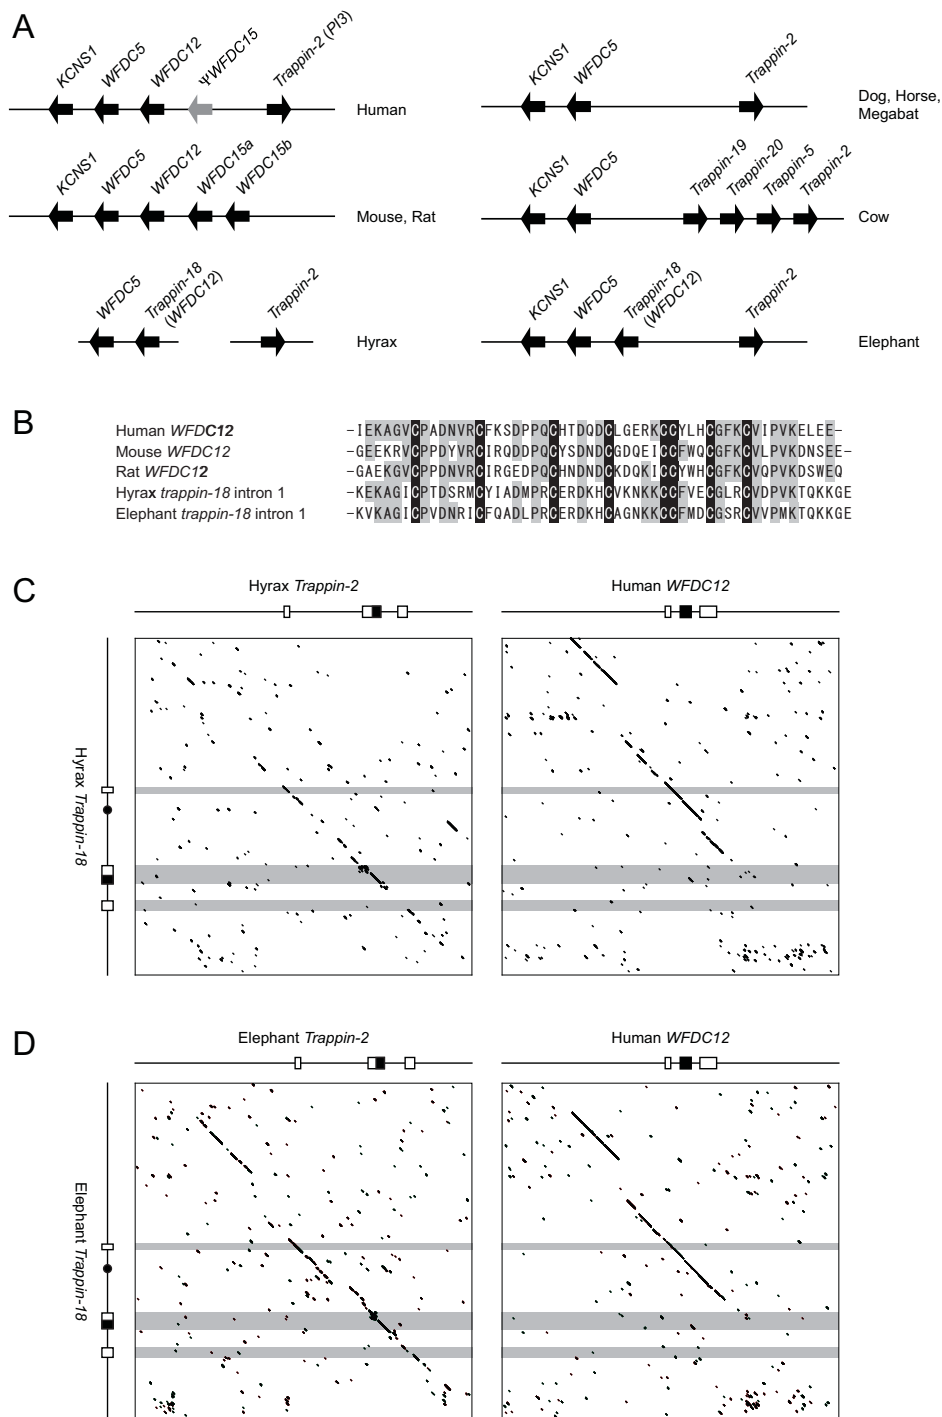 A
KCNS1 WFDC5 WFDC12 ΨWFDC15 Trappin-2 (PI3)
Human
KCNS1 WFDC5 Trappin-2
Dog, Horse,
Megabat
KCNS1 WFDC5 WFDC12 WFDC15a WFDC15b
Mouse, Rat
KCNS1 WFDC5 Trappin-19 Trappin-20 Trappin-5 Trappin-2
Cow
WFDC5 Trappin-18 (WFDC12) Trappin-2
Hyrax
KCNS1 WFDC5 Trappin-18 (WFDC12) Trappin-2
Elephant
B
Human WFDC12 -IEKAGVCPADNVRCFKSDPPQCHTDQDCLGERKCCYLHCGFKCVIPVKELEE-
Mouse WFDC12 -GEEKRVCPPDYVRCIRQDDPQCYSDNDCGDQEICCFWQCGFKCVLPVKDNSEE-
Rat WFDC12 -GAEKGVCPPDNVRCIRGEDPQCHNDNDCKDQKICCYWHCGFKCVQPVKDSWEQ
Hyrax trappin-18 intron 1 -KEKAGICPTDSRMCYIADMPRCERDKHCVKNKKCCFVECGLRCVDPVKTQKKGE
Elephant trappin-18 intron 1 -KVKAGICPVDNRICFQADLPRCERDKHCAGNKKCCFMDCGSRCVVPMKTQKKGE
C
Hyrax Trappin-2
Human WFDC12
Hyrax Trappin-18
D
Elephant Trappin-2
Human WFDC12
Elephant Trappin-18